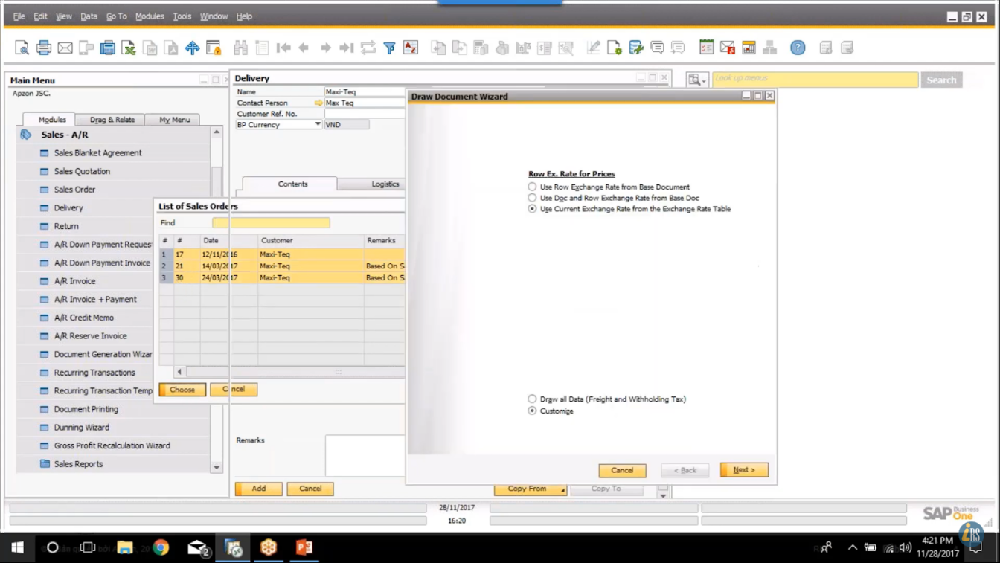 File Edit View Data Go To Modules Tools Window Help
Main Menu
Apzon JSC.
Modules Drag & Relate My Menu
Sales - A/R
Sales Blanket Agreement
Sales Quotation
Sales Order
Delivery
Return
A/R Down Payment Reques
A/R Down Payment Invoice
A/R Invoice
A/R Invoice + Payment
A/R Credit Memo
A/R Reserve Invoice
Document Generation Wizar
Recurring Transactions
Recurring Transaction Temp
Document Printing
Dunning Wizard
Gross Profit Recalculation Wizard
Sales Reports
Delivery
Name Maxi-Teq
Contact Person Max Teq
Customer Ref. No.
BP Currency VND
Contents Logistics
List of Sales Orders
Find
# # Date Customer Remarks
1 17 12/11/2016 Maxi-Teq
2 21 14/03/2017 Maxi-Teq Based On S
3 30 24/03/2017 Maxi-Teq Based On S
Choose Cancel
Remarks
Add Cancel
Copy From Copy To
Look up menus Search
Draw Document Wizard
Row Ex. Rate for Prices
Use Row Exchange Rate from Base Document
Use Doc and Row Exchange Rate from Base Doc
Use Current Exchange Rate from the Exchange Rate Table
Draw all Data (Freight and Withholding Tax)
Customize
Cancel < Back Next >
28/11/2017
16:20
SAP Business One
4:21 PM
11/28/2017